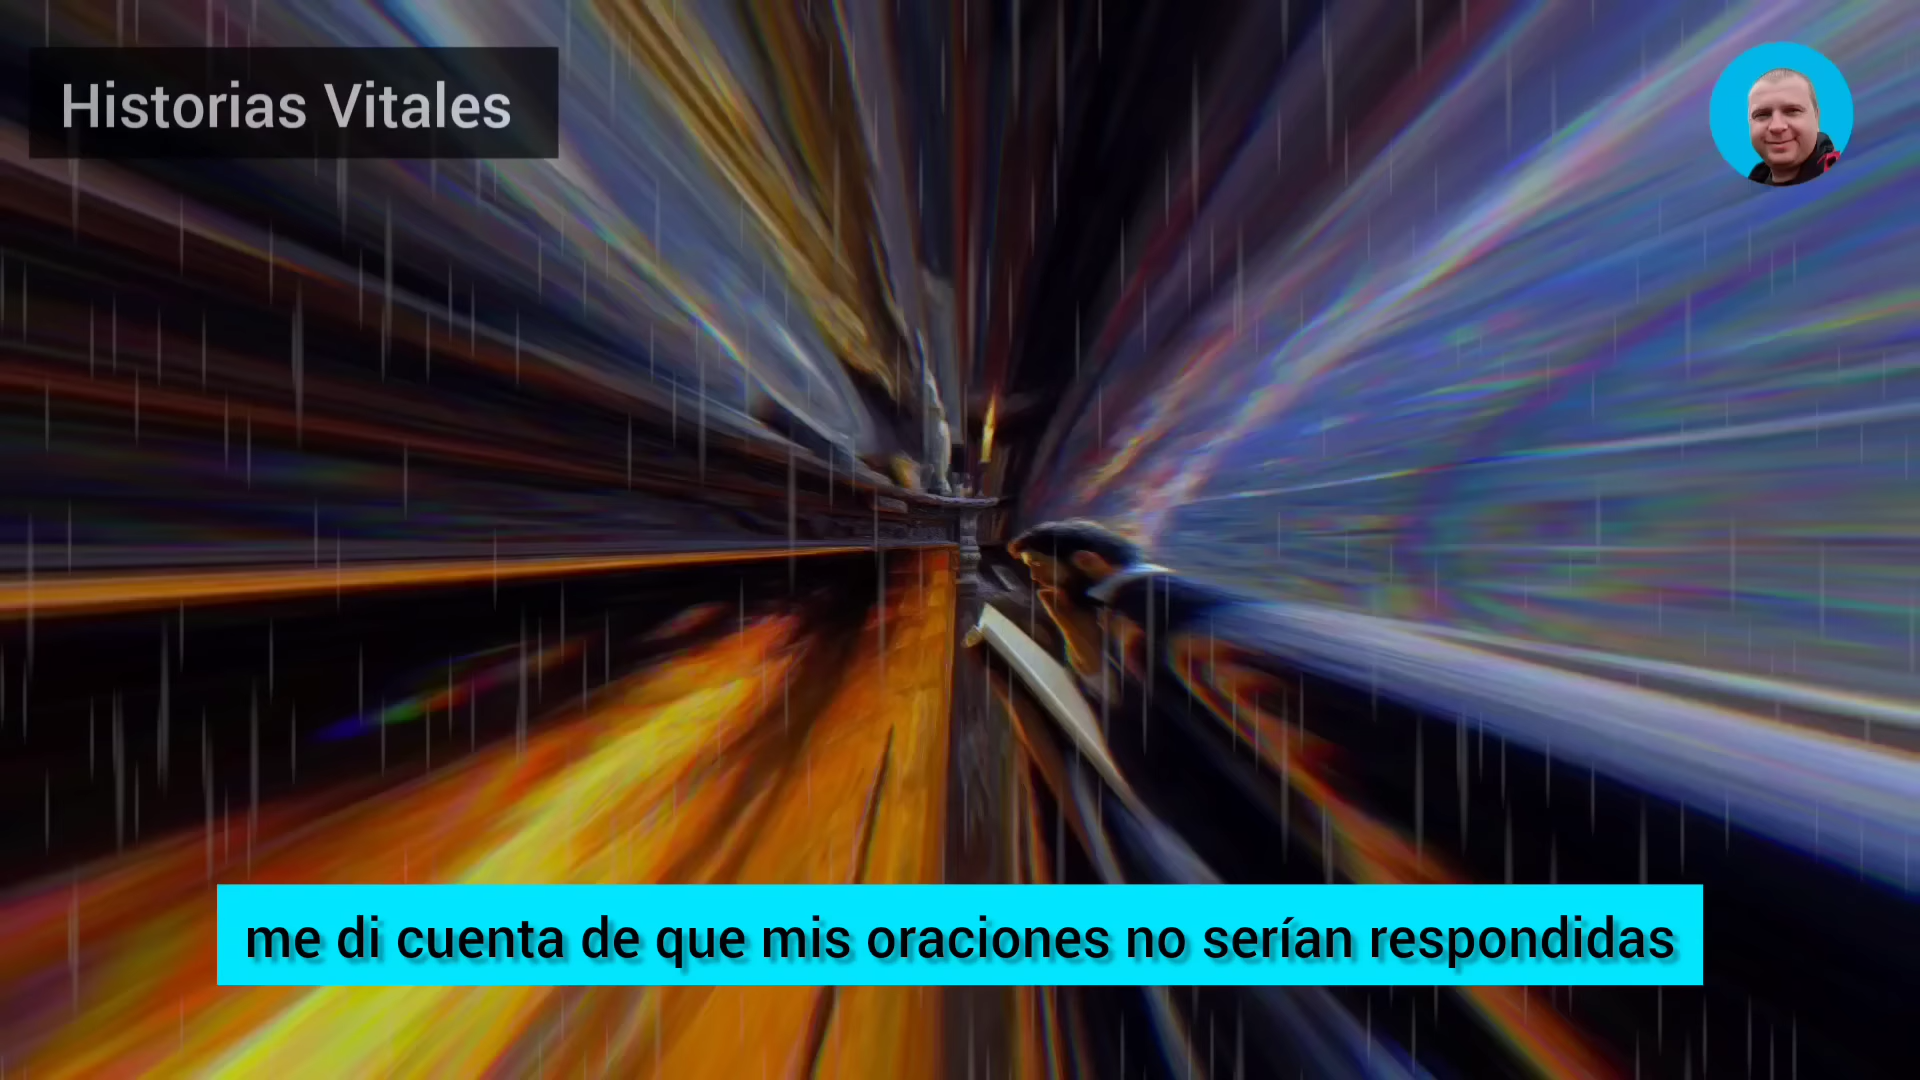 Historias Vitales
me di cuenta de que mis oraciones no serían respondidas